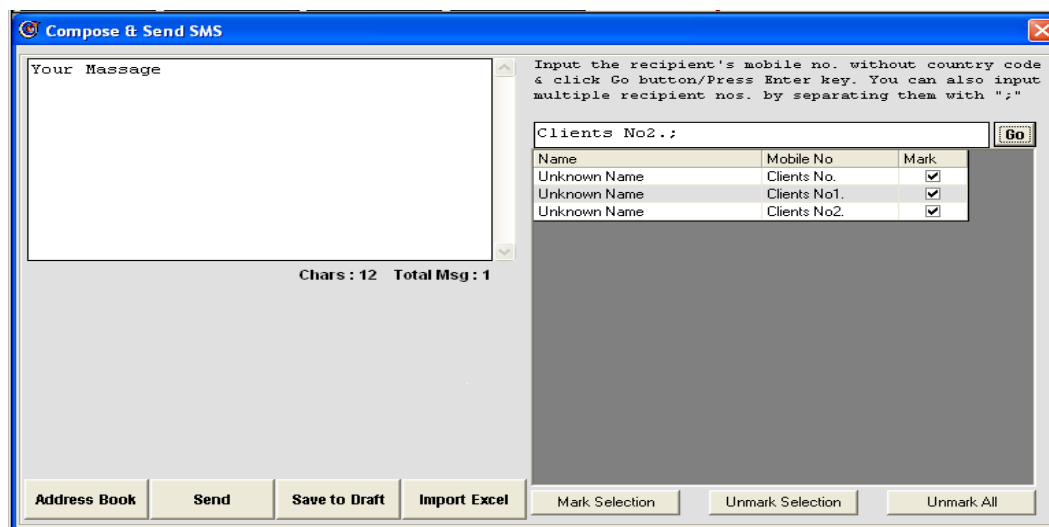 Compose & Send SMS
Your Massage
Chars : 12 Total Msg : 1
Input the recipient's mobile no. without country code
& click Go button/Press Enter key. You can also input
multiple recipient nos. by separating them with ";"
Clients No2.; Go
Name Mobile No Mark
Unknown Name Clients No.
Unknown Name Clients No1.
Unknown Name Clients No2.
Address Book Send Save to Draft Import Excel
Mark Selection Unmark Selection Unmark All